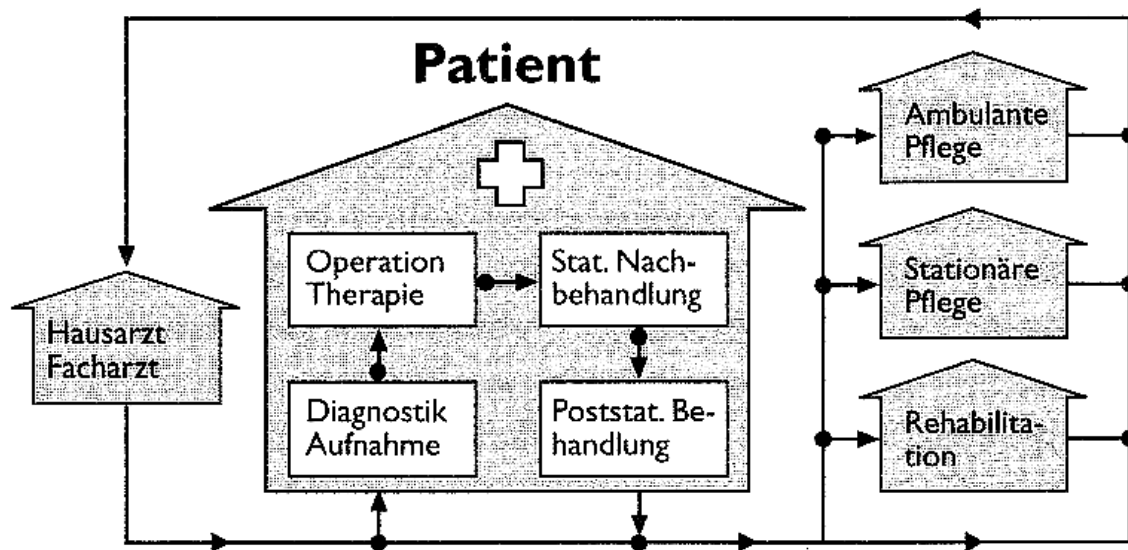 Patient
Hausarzt
Facharzt
Operation
Therapie
Stat. Nach-
behandlung
Diagnostik
Aufnahme
Poststat. Be-
handlung
Ambulante
Pflege
Stationäre
Pflege
Rehabilita-
tion